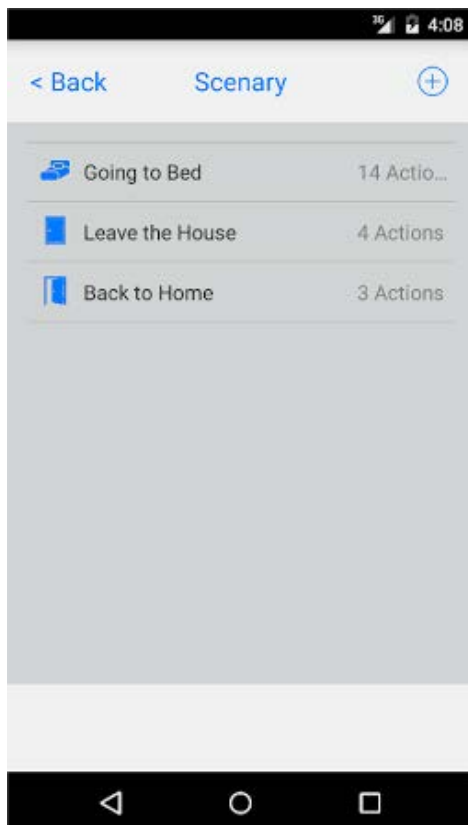 3G 4:08
< Back Scenary
Going to Bed 14 Actio...
Leave the House 4 Actions
Back to Home 3 Actions